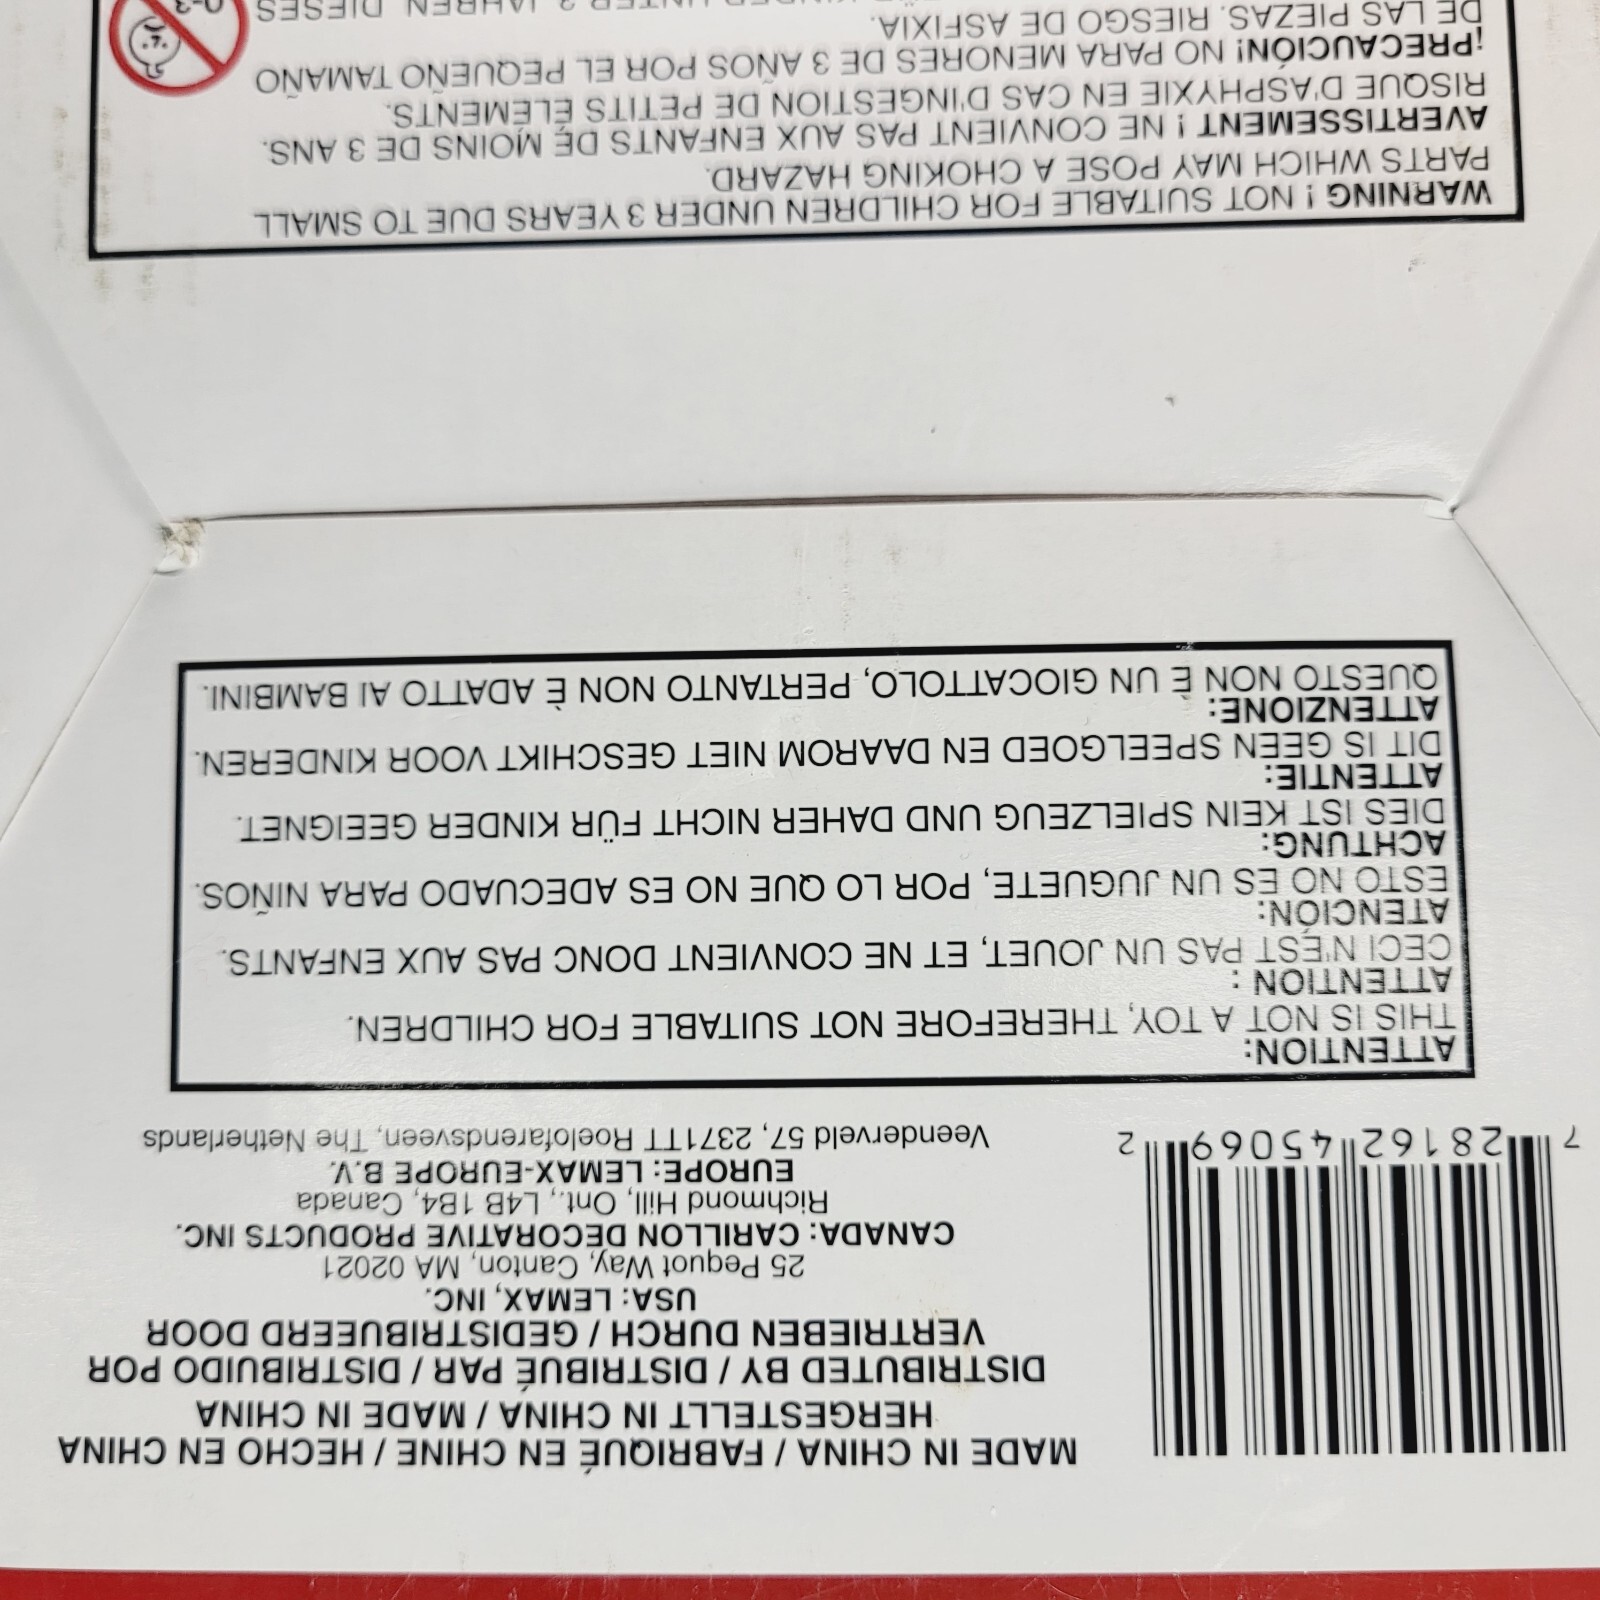 MADE IN CHINA / FABRIQUÉ EN CHINE / HECHO EN CHINA
HERGESTELLT IN CHINA / MADE IN CHINA
DISTRIBUTED BY / DISTRIBUÉ PAR / DISTRIBUIDO POR
VERTRIEBEN DURCH / GEDISTRIBUEERD DOOR
USA: LEMAX, INC.
25 Pequot Way, Canton, MA 02021
CANADA: CARILLON DECORATIVE PRODUCTS INC.
Richmond Hill, Ont., L4B 1B4, Canada
EUROPE: LEMAX-EUROPE B.V.
Veenderveld 57, 2371TT Roelofarendsveen, The Netherlands
7 28162 45069 2
ATTENTION:
THIS IS NOT A TOY, THEREFORE NOT SUITABLE FOR CHILDREN.
ATTENTION :
CECI N'EST PAS UN JOUET, ET NE CONVIENT DONC PAS AUX ENFANTS.
ATENCIÓN:
ESTO NO ES UN JUGUETE, POR LO QUE NO ES ADECUADO PARA NIÑOS.
ACHTUNG:
DIES IST KEIN SPIELZEUG UND DAHER NICHT FÜR KINDER GEEIGNET.
ATTENTIE:
DIT IS GEEN SPEELGOED EN DAAROM NIET GESCHIKT VOOR KINDEREN.
ATTENZIONE:
QUESTO NON È UN GIOCATTOLO, PERTANTO NON È ADATTO AI BAMBINI.
WARNING ! NOT SUITABLE FOR CHILDREN UNDER 3 YEARS DUE TO SMALL
PARTS WHICH MAY POSE A CHOKING HAZARD.
AVERTISSEMENT ! NE CONVIENT PAS AUX ENFANTS DE MOINS DE 3 ANS.
RISQUE D'ASPHYXIE EN CAS D'INGESTION DE PETITS ÉLÉMENTS.
¡PRECAUCIÓN! NO PARA MENORES DE 3 AÑOS POR EL PEQUEÑO TAMAÑO
DE LAS PIEZAS. RIESGO DE ASFIXIA.
KINDER UNTER 3 JAHREN DIESES
0-3